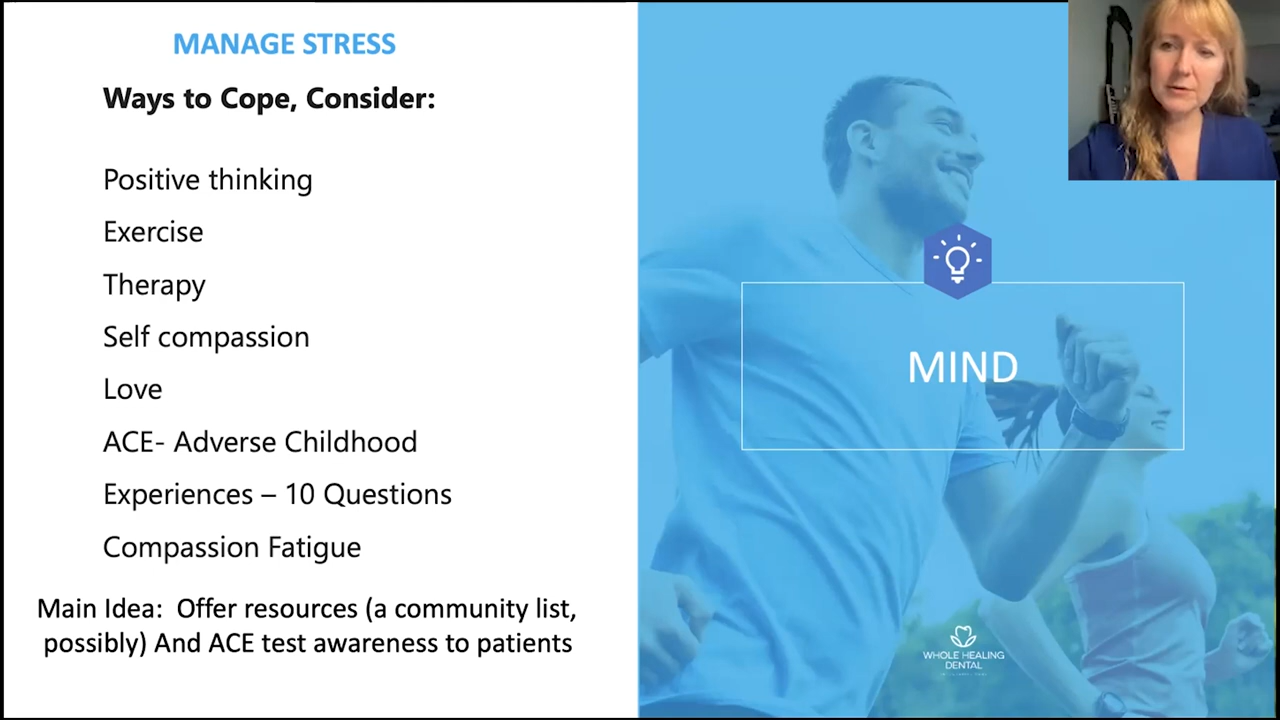 MANAGE STRESS
Ways to Cope, Consider:
Positive thinking
Exercise
Therapy
Self compassion
Love
ACE- Adverse Childhood
Experiences – 10 Questions
Compassion Fatigue
Main Idea:  Offer resources (a community list,
possibly) And ACE test awareness to patients
MIND
WHOLE HEALING
DENTAL